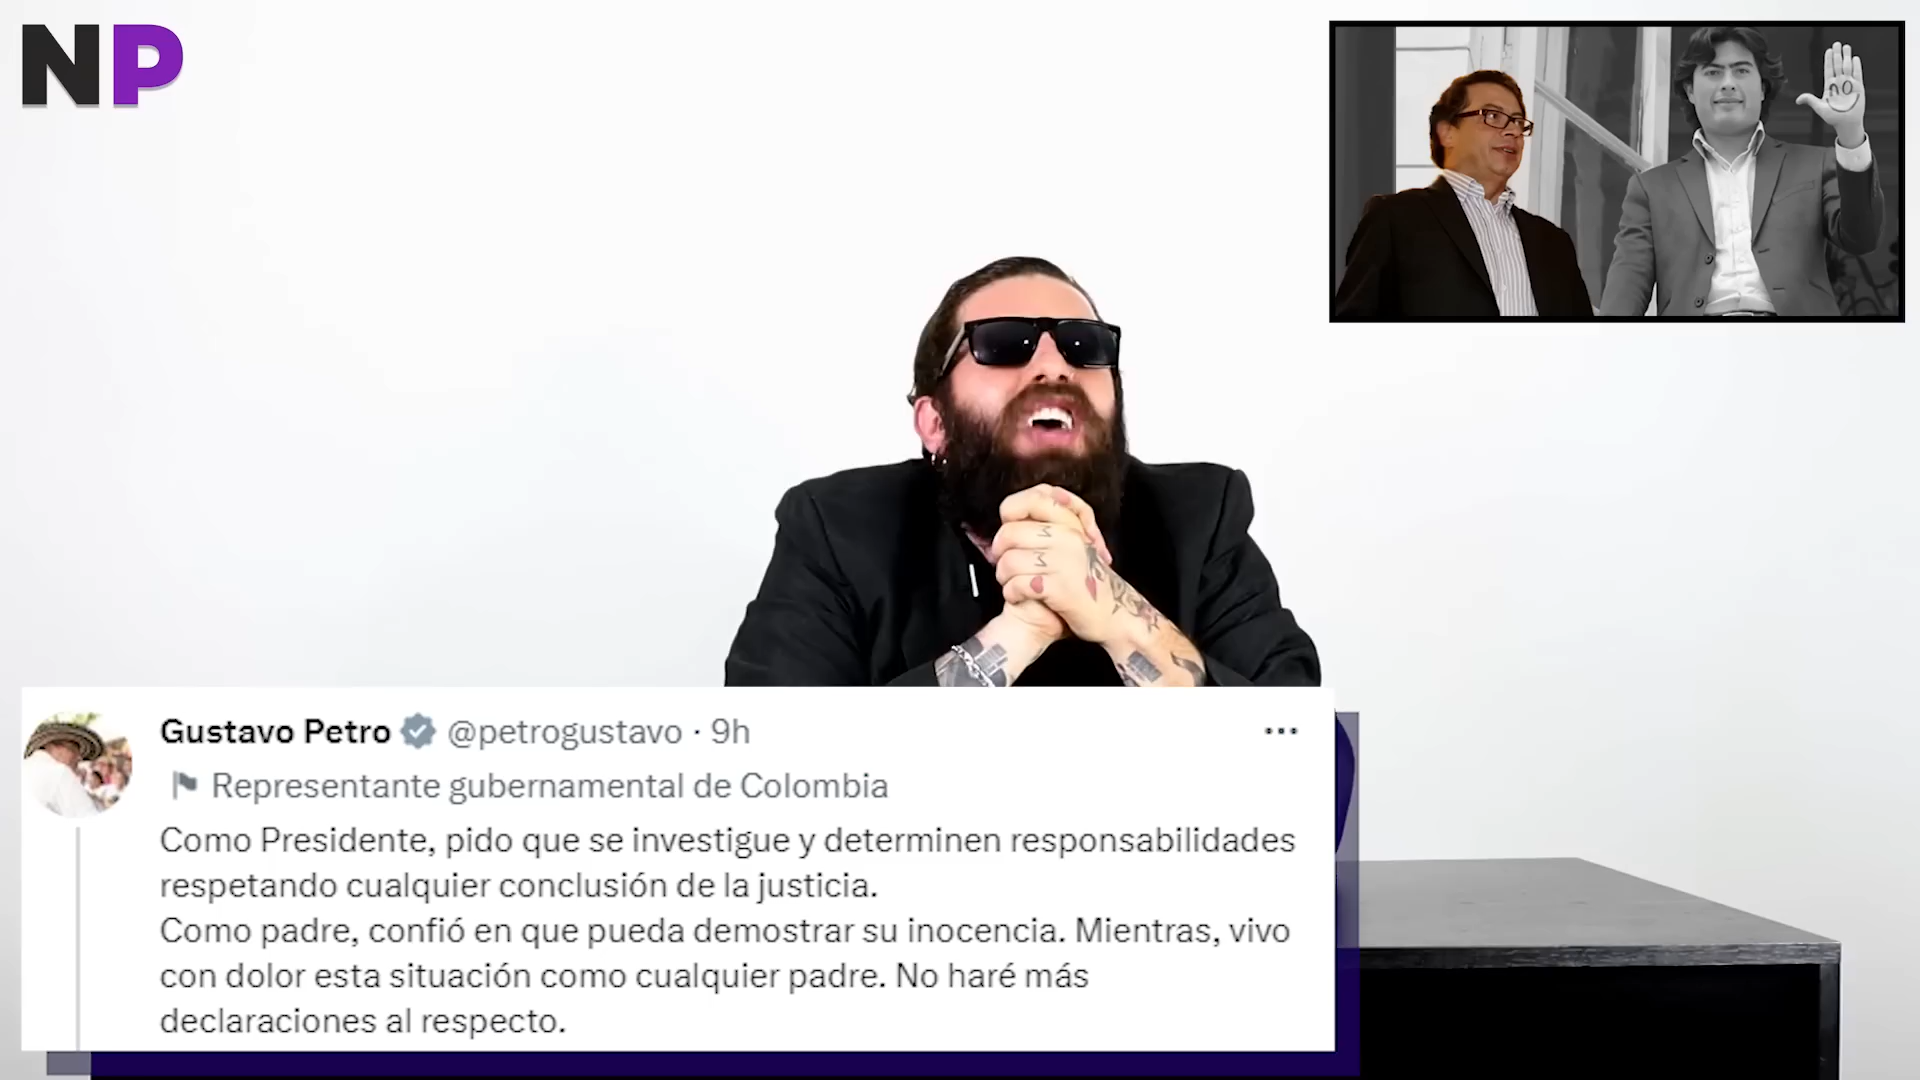 NP
no
Gustavo Petro @petrogustavo · 9h
Representante gubernamental de Colombia
Como Presidente, pido que se investigue y determinen responsabilidades
respetando cualquier conclusión de la justicia.
Como padre, confió en que pueda demostrar su inocencia. Mientras, vivo
con dolor esta situación como cualquier padre. No haré más
declaraciones al respecto.
M
M